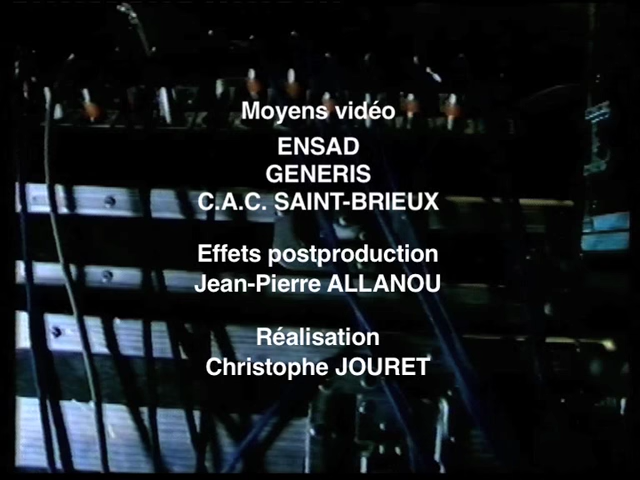 Moyens vidéo
ENSAD
GENERIS
C.A.C. SAINT-BRIEUX
Effets postproduction
Jean-Pierre ALLANOU
Réalisation
Christophe JOURET